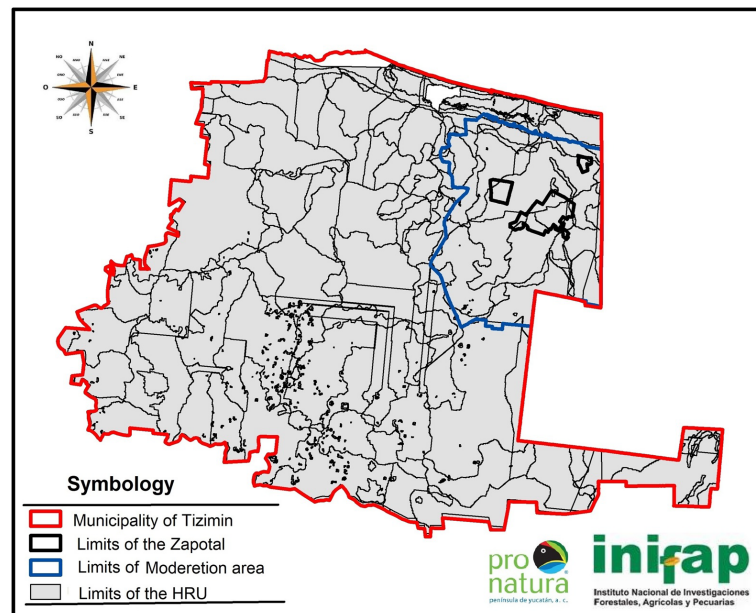 N
E
S
O
Symbology
Municipality of Tizimin
Limits of the Zapotal
Limits of Moderetion area
Limits of the HRU
pro
natura
península de yucatán, a. c.
inifap
Instituto Nacional de Investigaciones
Forestales, Agrícolas y Pecuarias